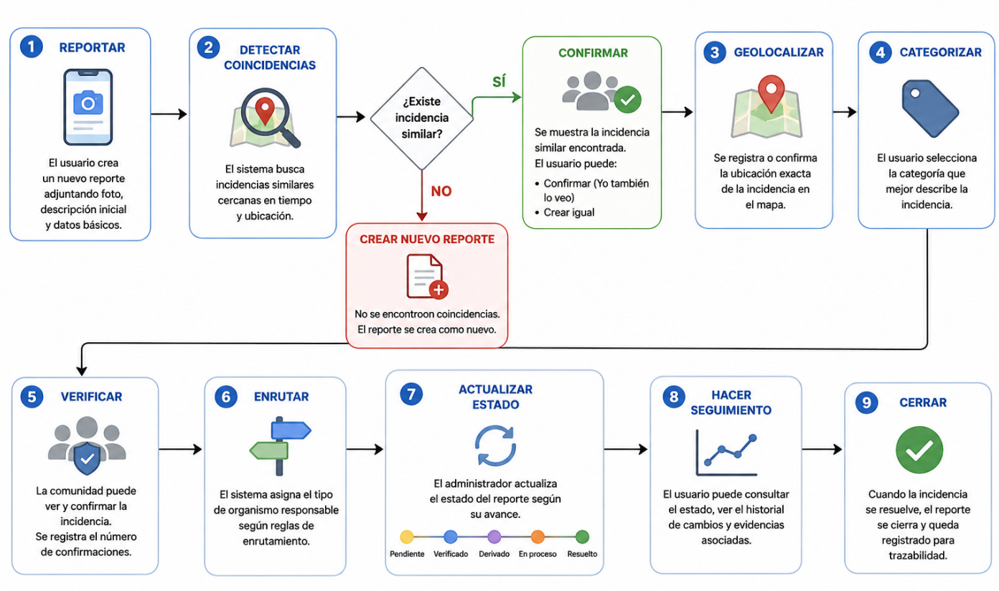 1
REPORTAR
El usuario crea
un nuevo reporte
adjuntando foto,
descripción inicial
y datos básicos.
2
DETECTAR
COINCIDENCIAS
El sistema busca
incidencias similares
cercanas en tiempo
y ubicación.
¿Existe
incidencia
similar?
SÍ
NO
CREAR NUEVO REPORTE
No se encontroon coincidencias.
El reporte se crea como nuevo.
CONFIRMAR
Se muestra la incidencia
similar encontrada.
El usuario puede:
• Confirmar (Yo también
lo veo)
• Crear igual
3
GEOLOCALIZAR
Se registra o confirma
la ubicación exacta
de la incidencia en
el mapa.
4
CATEGORIZAR
El usuario selecciona
la categoría que
mejor describe la
incidencia.
5
VERIFICAR
La comunidad puede
ver y confirmar la
incidencia.
Se registra el número
de confirmaciones.
6
ENRUTAR
El sistema asigna el tipo
de organismo responsable
según reglas de
enrutamiento.
7
ACTUALIZAR
ESTADO
El administrador actualiza
el estado del reporte según
su avance.
Pendiente Verificado Derivado En proceso Resuelto
8
HACER
SEGUIMIENTO
El usuario puede consultar
el estado, ver el historial
de cambios y evidencias
asociadas.
9
CERRAR
Cuando la incidencia
se resuelve, el reporte
se cierra y queda
registrado para
trazabilidad.